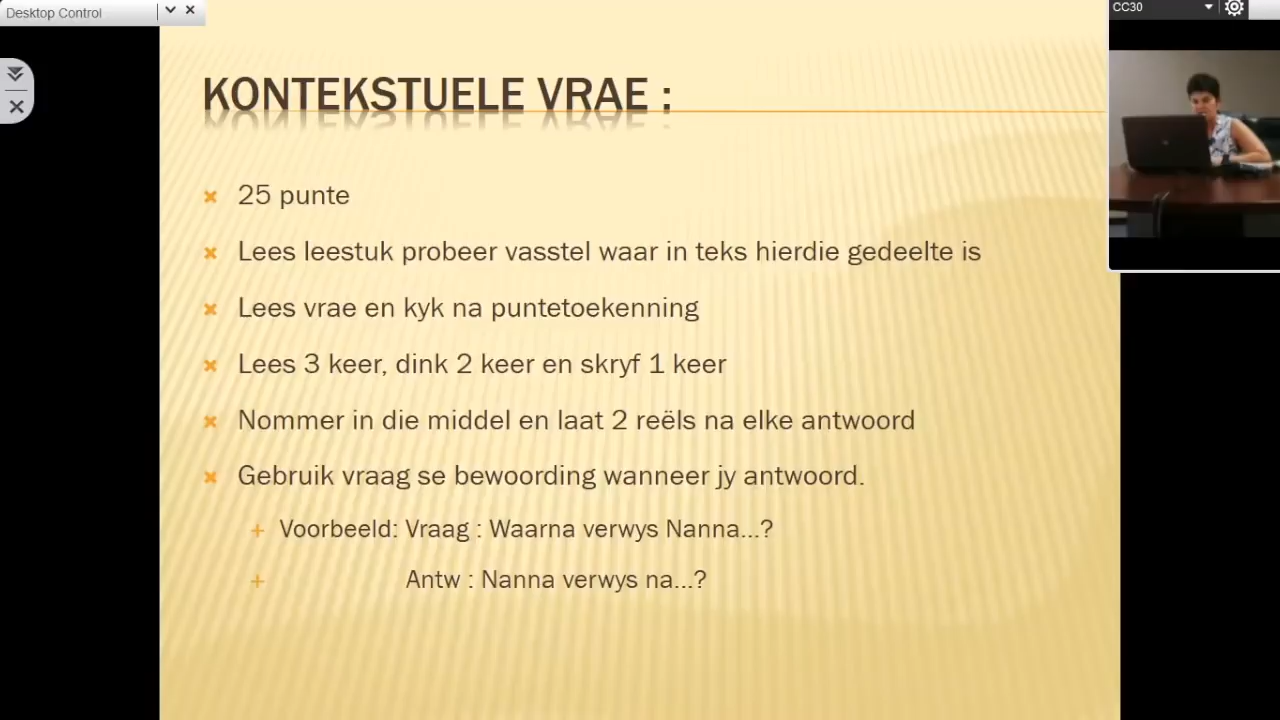 Desktop Control
CC30
KONTEKSTUELE VRAE :
25 punte
Lees leestuk probeer vasstel waar in teks hierdie gedeelte is
Lees vrae en kyk na puntetoekenning
Lees 3 keer, dink 2 keer en skryf 1 keer
Nommer in die middel en laat 2 reëls na elke antwoord
Gebruik vraag se bewoording wanneer jy antwoord.
Voorbeeld: Vraag : Waarna verwys Nanna...?
Antw : Nanna verwys na...?